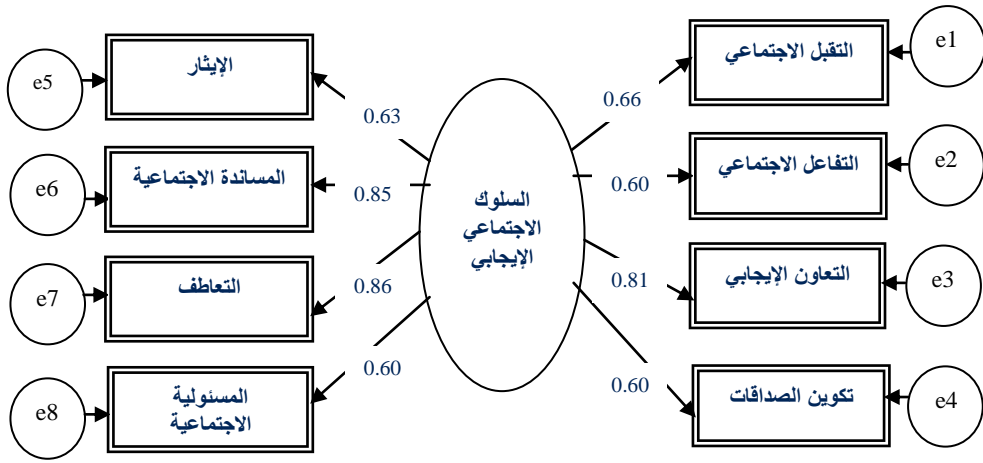 التقبل الاجتماعي
e1
0.66
التفاعل الاجتماعي
e2
0.60
التعاون الإيجابي
e3
0.81
تكوين الصداقات
e4
0.60
السلوك
الاجتماعي
الإيجابي
الإيثار
e5
0.63
المساندة الاجتماعية
e6
0.85
التعاطف
e7
0.86
المسئولية
الاجتماعية
e8
0.60